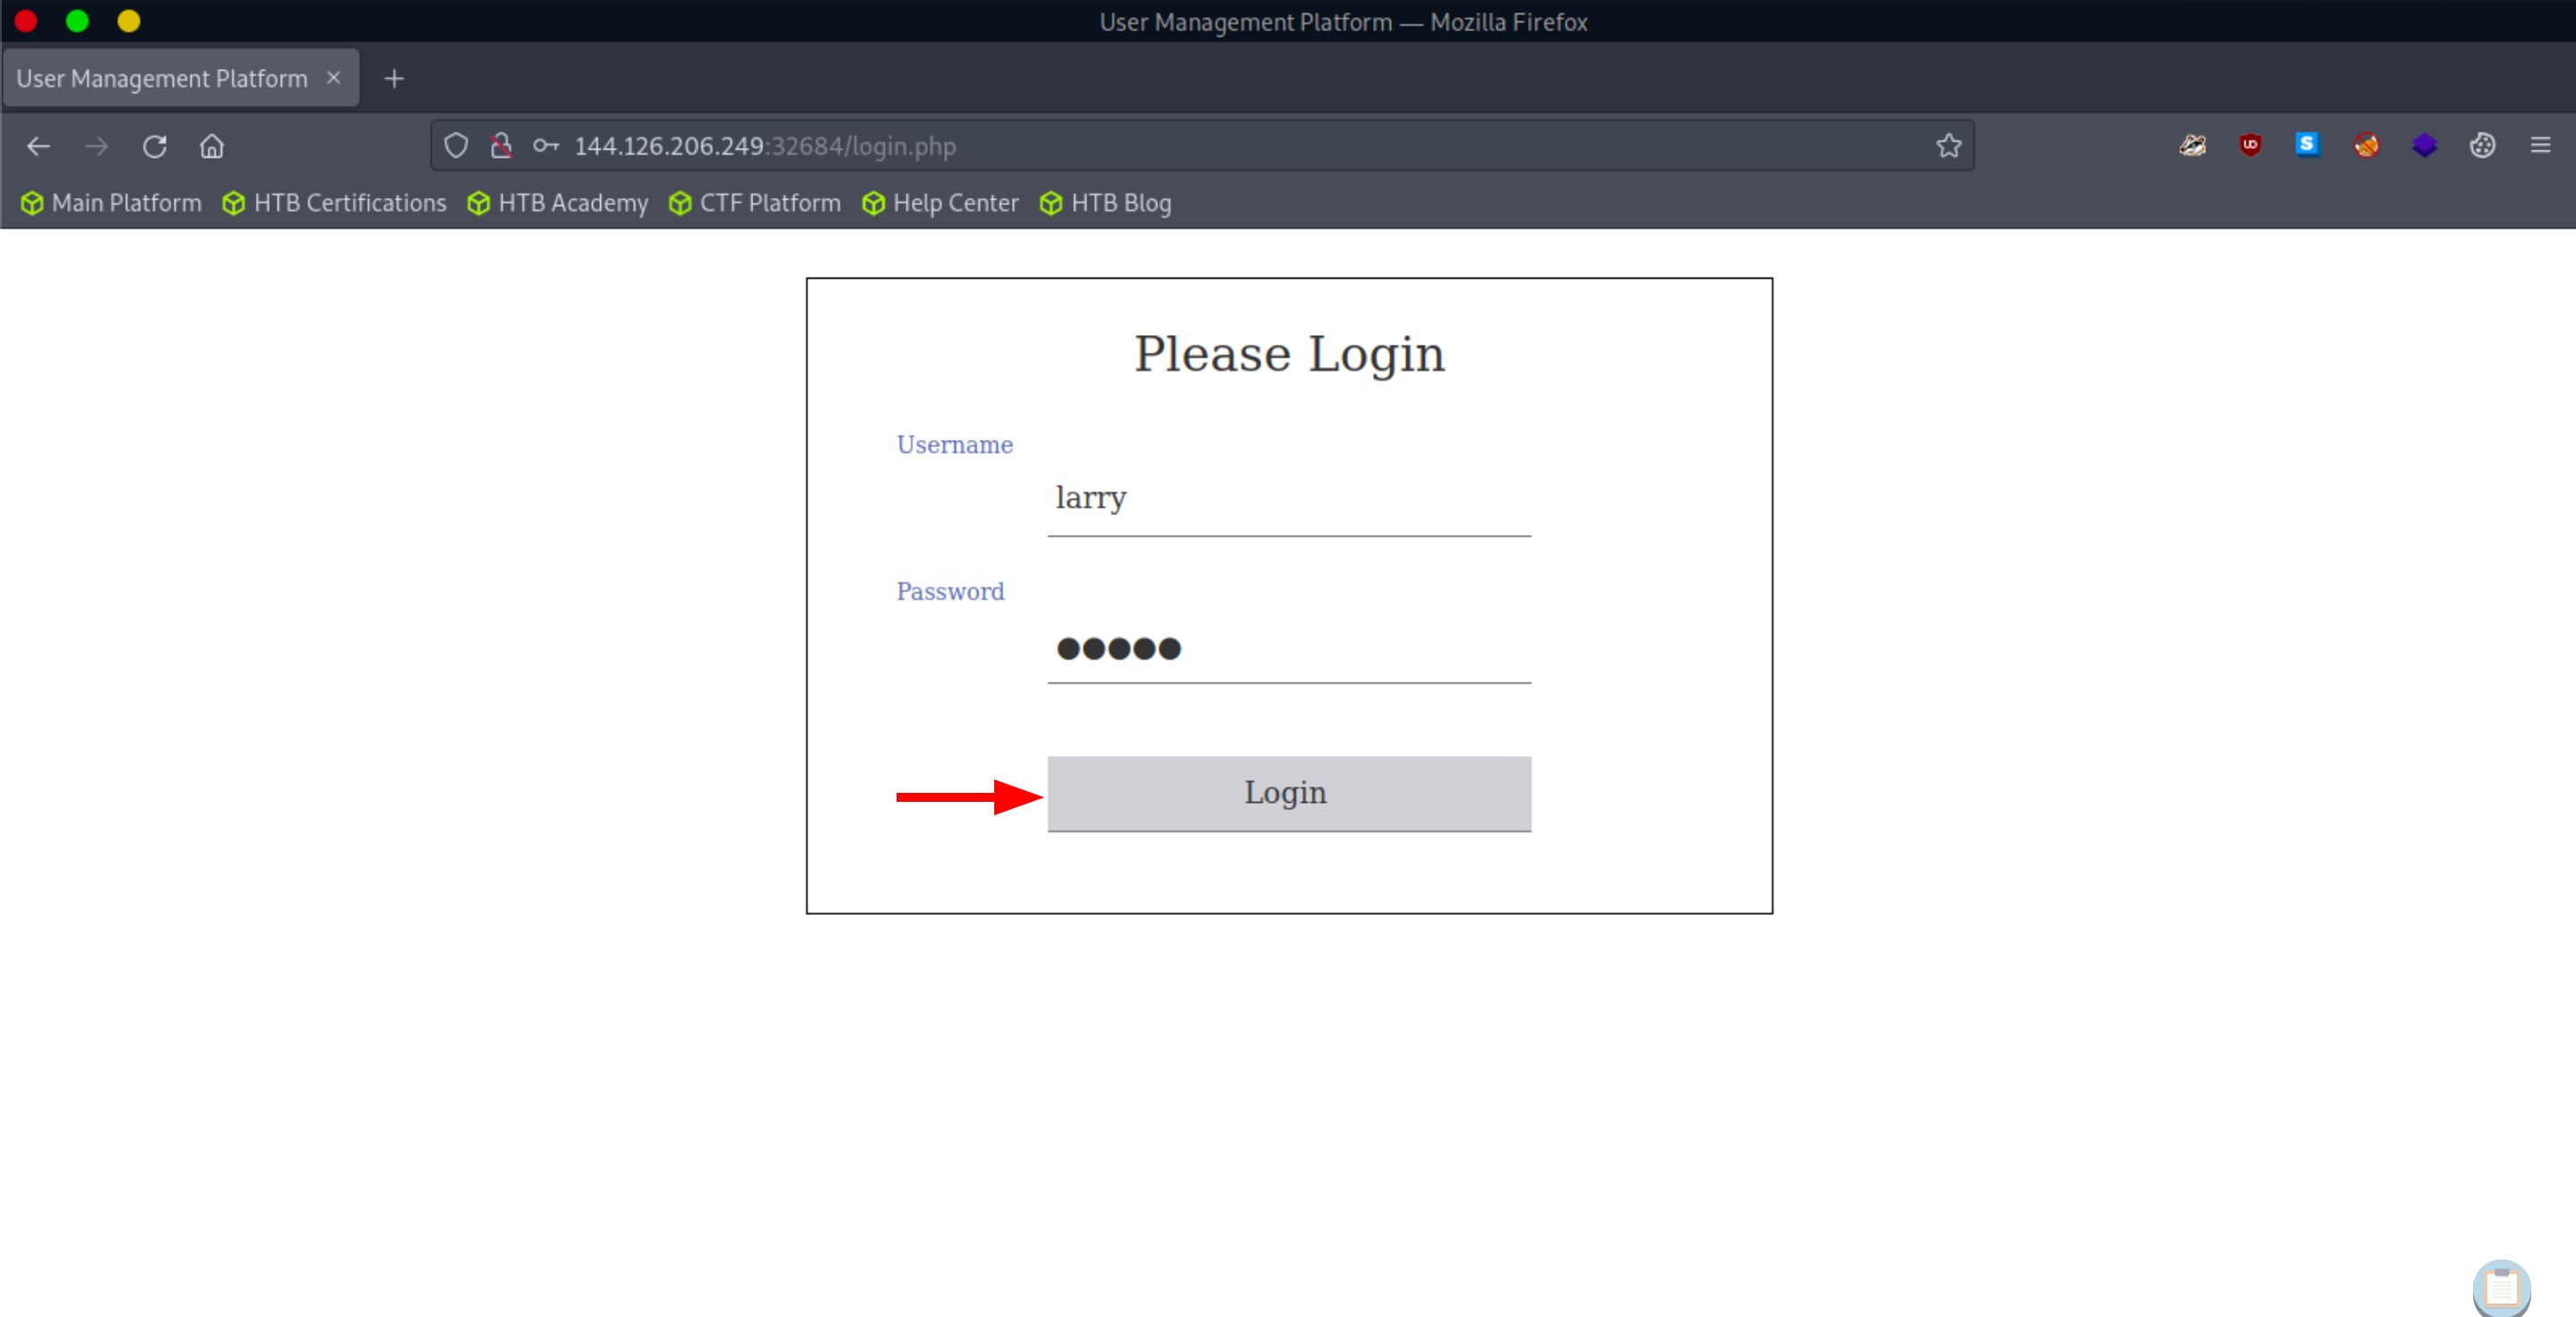 User Management Platform — Mozilla Firefox
User Management Platform
144.126.206.249:32684/login.php
Main Platform HTB Certifications HTB Academy CTF Platform Help Center HTB Blog
Please Login
Username
larry
Password
●●●●●
Login